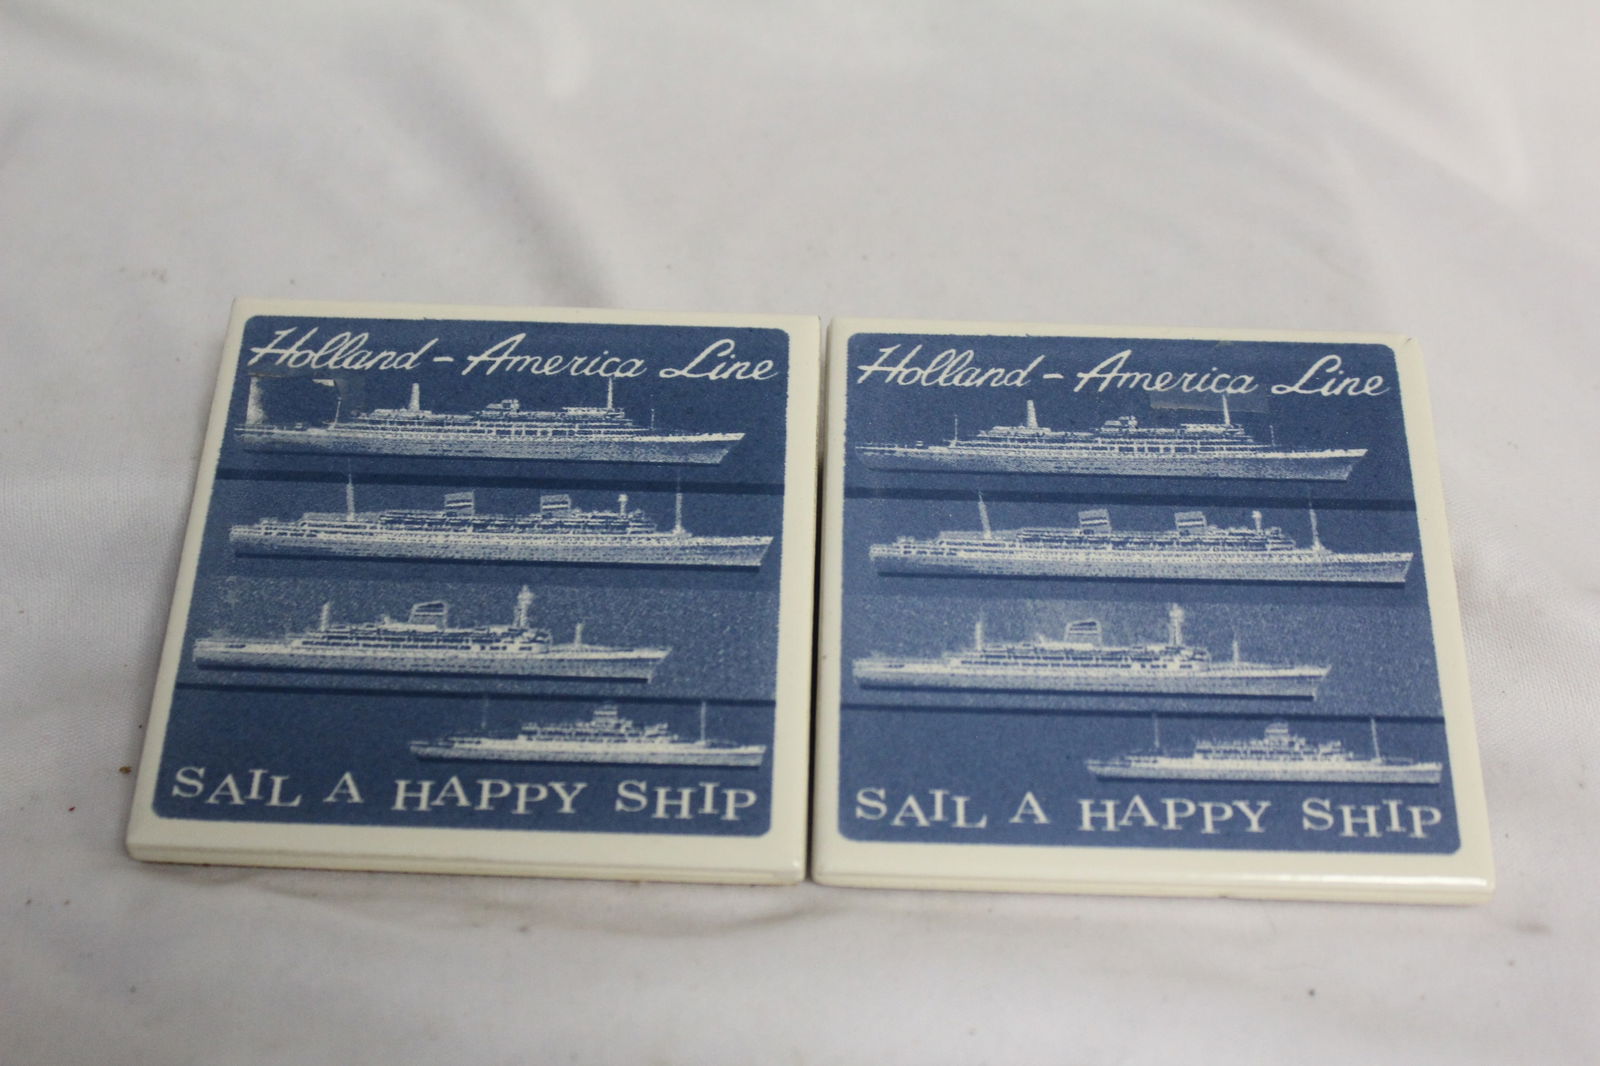 Holland - America Line
SAIL A HAPPY SHIP
Holland - America Line
SAIL A HAPPY SHIP